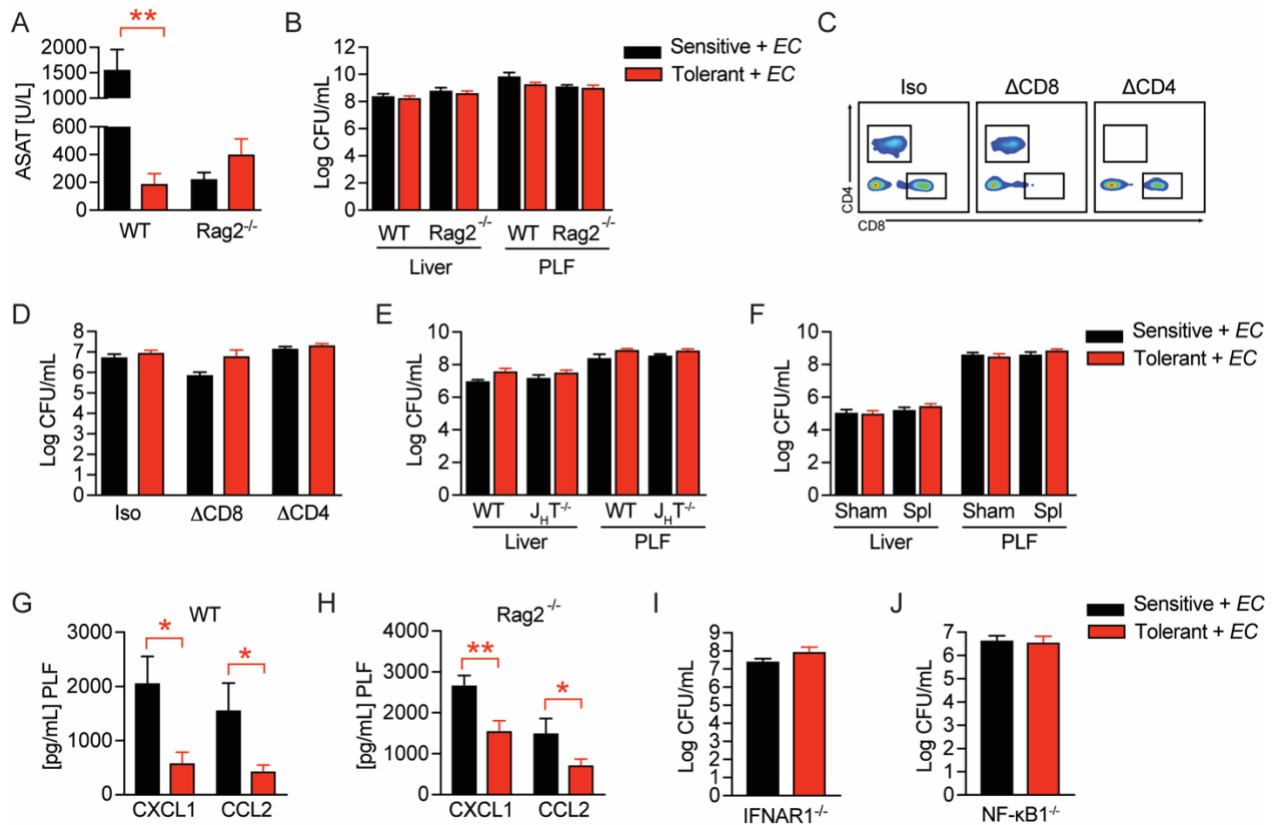 A
**
2000
1500
1000
600
400
200
0
ASAT [U/L]
WT
Rag2-/-
B
12
10
8
6
4
2
0
Log CFU/mL
WT
Rag2-/-
WT
Rag2-/-
Liver
PLF
Sensitive + EC
Tolerant + EC
C
Iso
ΔCD8
ΔCD4
CD4
CD8
D
8
7
6
5
4
3
2
1
0
Log CFU/mL
Iso
ΔCD8
ΔCD4
E
10
8
6
4
2
0
Log CFU/mL
WT
JHT-/-
WT
JHT-/-
Liver
PLF
F
10
8
6
4
2
0
Log CFU/mL
Sham
Spl
Sham
Spl
Liver
PLF
Sensitive + EC
Tolerant + EC
G
WT
*
*
3000
2000
1000
0
[pg/mL] PLF
CXCL1
CCL2
H
Rag2 -/-
**
*
4000
3000
2000
1000
0
[pg/mL] PLF
CXCL1
CCL2
I
9
8
7
6
5
4
3
2
1
0
Log CFU/mL
IFNAR1-/-
J
7
6
5
4
3
2
1
0
Log CFU/mL
NF-κB1-/-
Sensitive + EC
Tolerant + EC